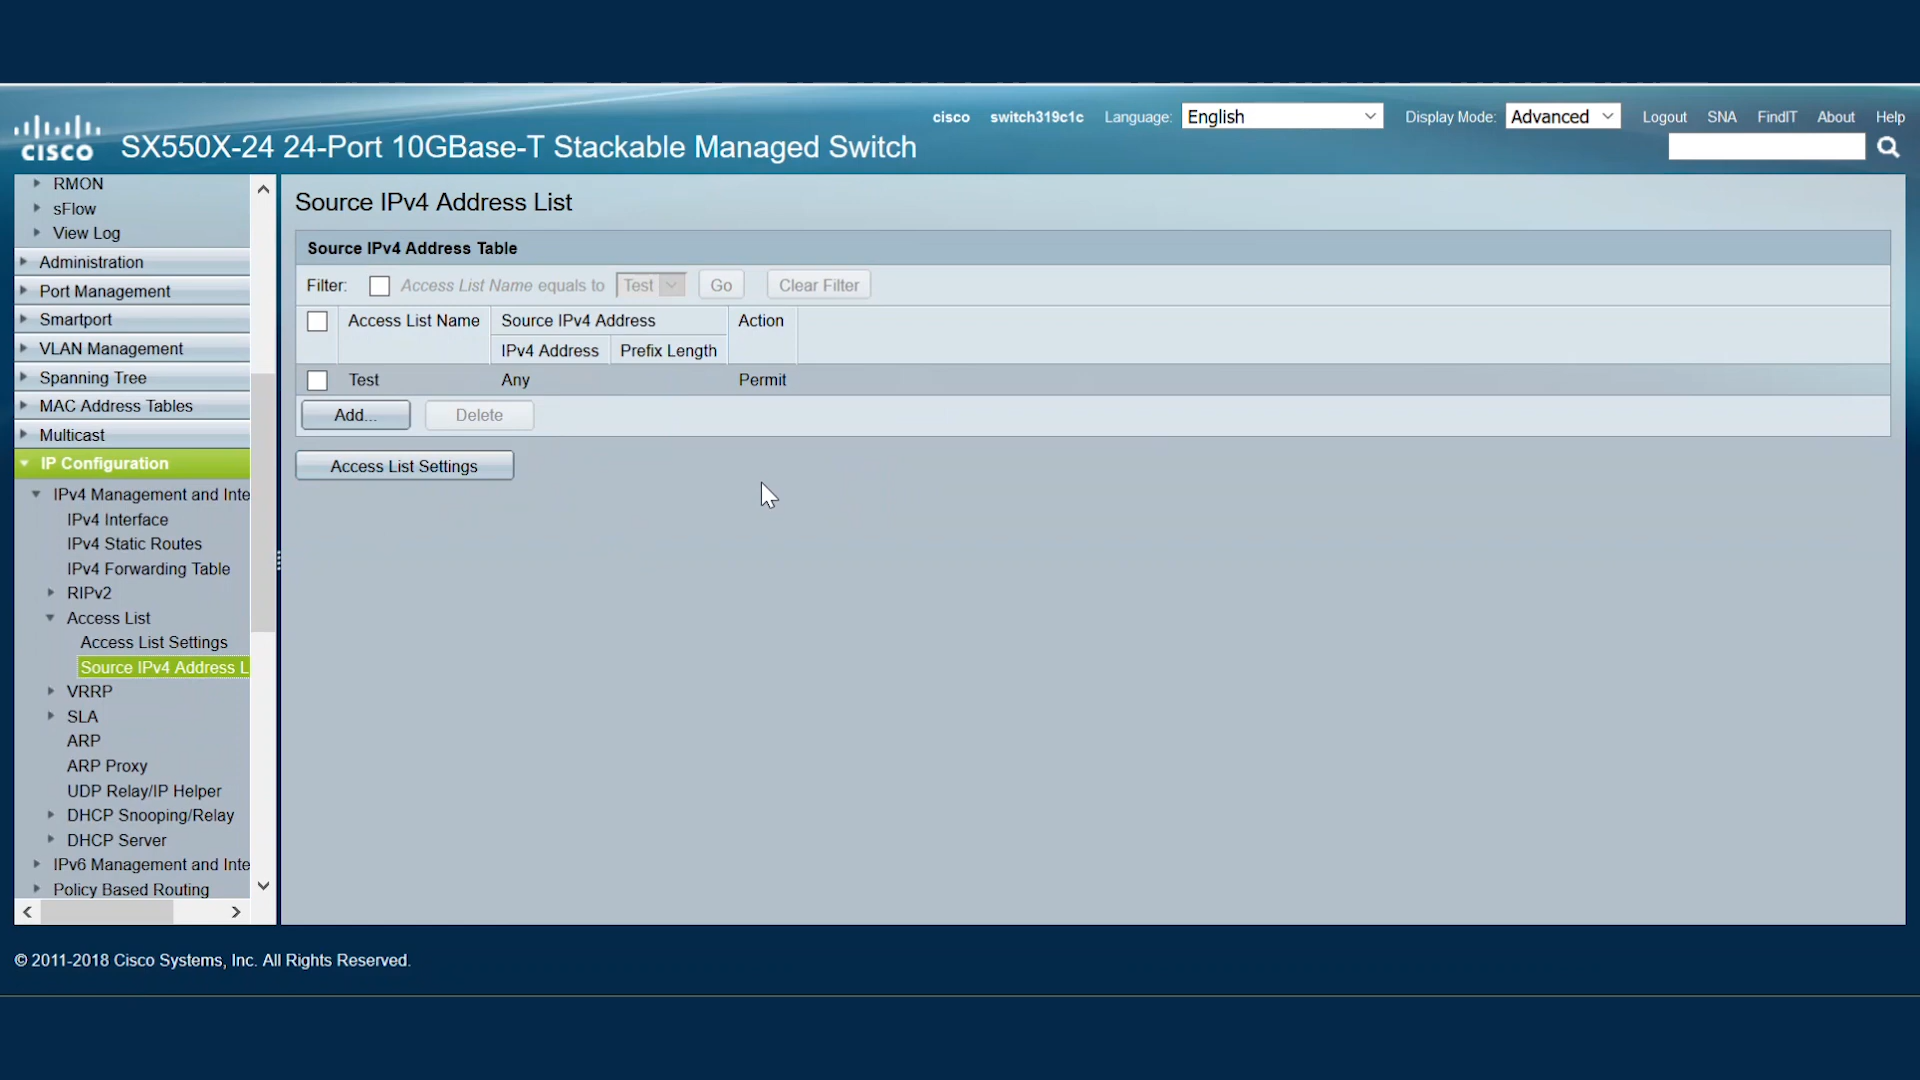 cisco switch319c1c Language: English Display Mode: Advanced Logout SNA FindIT About Help
CISCO SX550X-24 24-Port 10GBase-T Stackable Managed Switch
RMON
sFlow
View Log
Administration
Port Management
Smartport
VLAN Management
Spanning Tree
MAC Address Tables
Multicast
IP Configuration
IPv4 Management and Inte
IPv4 Interface
IPv4 Static Routes
IPv4 Forwarding Table
RIPv2
Access List
Access List Settings
Source IPv4 Address L
VRRP
SLA
ARP
ARP Proxy
UDP Relay/IP Helper
DHCP Snooping/Relay
DHCP Server
IPv6 Management and Inte
Policy Based Routing
Source IPv4 Address List
Source IPv4 Address Table
Filter: Access List Name equals to Test Go Clear Filter
Access List Name Source IPv4 Address Action
IPv4 Address Prefix Length
Test Any Permit
Add... Delete
Access List Settings
© 2011-2018 Cisco Systems, Inc. All Rights Reserved.